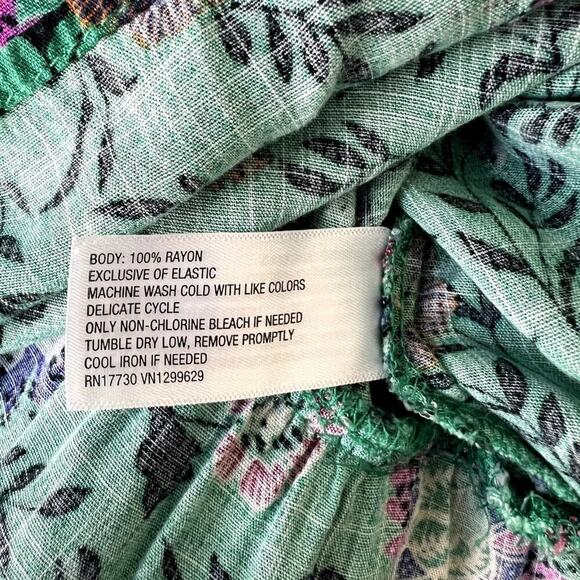 BODY: 100% RAYON
EXCLUSIVE OF ELASTIC
MACHINE WASH COLD WITH LIKE COLORS
DELICATE CYCLE
ONLY NON-CHLORINE BLEACH IF NEEDED
TUMBLE DRY LOW, REMOVE PROMPTLY
COOL IRON IF NEEDED
RN17730 VN1299629